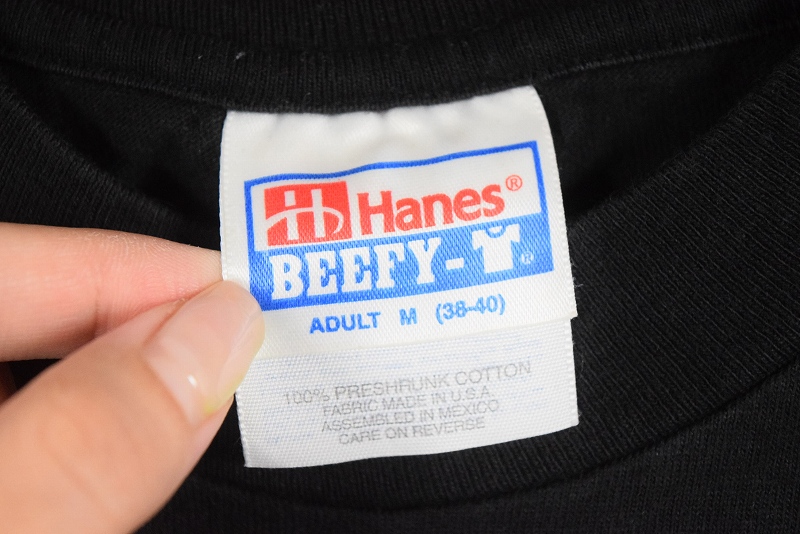 Hanes®
BEEFY-T®
ADULT M (38-40)
100% PRESHRUNK COTTON
FABRIC MADE IN U.S.A.
ASSEMBLED IN MEXICO
CARE ON REVERSE